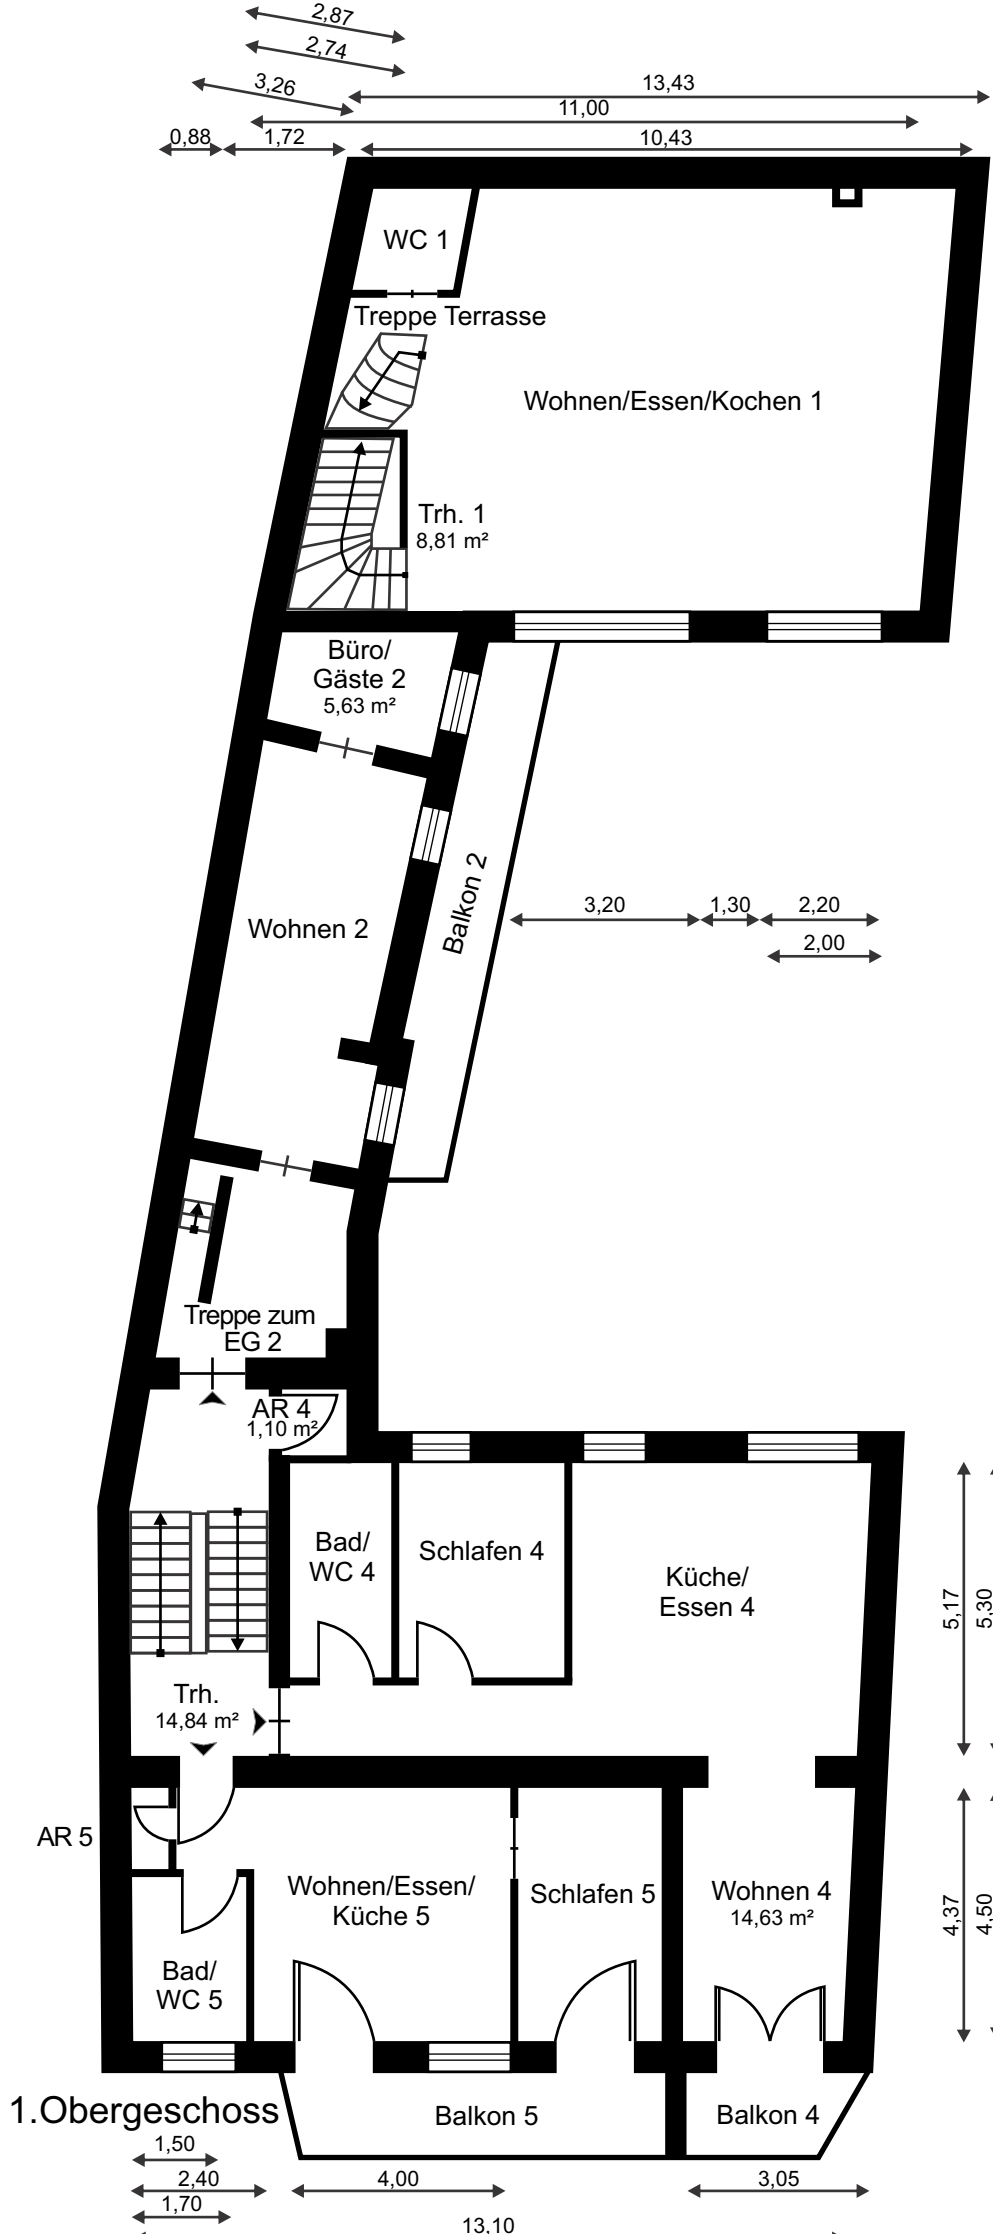 2,87
2,74
3,26
13,43
11,00
0,88
1,72
10,43
WC 1
Treppe Terrasse
Wohnen/Essen/Kochen 1
Trh. 1
8,81 m²
Büro/
Gäste 2
5,63 m²
Balkon 2
Wohnen 2
3,20
1,30
2,20
2,00
Treppe zum
EG 2
AR 4
1,10 m²
Bad/
WC 4
Schlafen 4
Küche/
Essen 4
5,17
5,30
Trh.
14,84 m²
AR 5
Wohnen/Essen/
Küche 5
Schlafen 5
Wohnen 4
14,63 m²
4,37
4,50
Bad/
WC 5
1.Obergeschoss
Balkon 5
Balkon 4
1,50
2,40
4,00
3,05
1,70
13,10